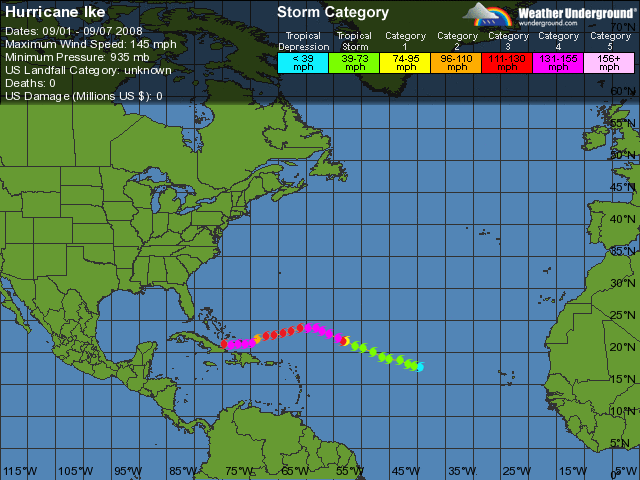 Hurricane Ike
Dates: 09/01 - 09/07 2008
Maximum Wind Speed: 145 mph
Minimum Pressure: 935 mb
US Landfall Category: unknown
Deaths: 0
US Damage (Millions US $): 0
Storm Category
Weather Underground®
wunderground.com
Tropical Depression
Tropical Storm
Category 1
Category 2
Category 3
Category 4
Category 5
< 39 mph
39-73 mph
74-95 mph
96-110 mph
111-130 mph
131-155 mph
156+ mph
65°N
60°N
55°N
50°N
45°N
40°N
35°N
30°N
25°N
20°N
15°N
10°N
5°N
0°
115°W 105°W 95°W 85°W 75°W 65°W 55°W 45°W 35°W 25°W 15°W 5°W